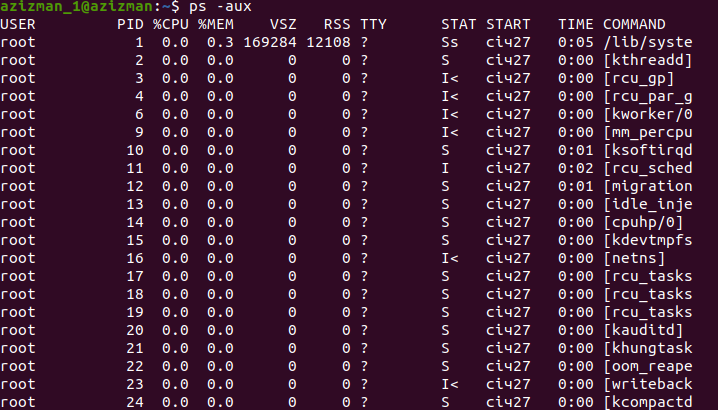 azizman_1@azizman:~$ ps -aux
USER PID %CPU %MEM VSZ RSS TTY STAT START TIME COMMAND
root 1 0.0 0.3 169284 12108 ? Ss січ27 0:05 /lib/syste
root 2 0.0 0.0 0 0 ? S січ27 0:00 [kthreadd]
root 3 0.0 0.0 0 0 ? I< січ27 0:00 [rcu_gp]
root 4 0.0 0.0 0 0 ? I< січ27 0:00 [rcu_par_g
root 6 0.0 0.0 0 0 ? I< січ27 0:00 [kworker/0
root 9 0.0 0.0 0 0 ? I< січ27 0:00 [mm_percpu
root 10 0.0 0.0 0 0 ? S січ27 0:01 [ksoftirqd
root 11 0.0 0.0 0 0 ? I січ27 0:02 [rcu_sched
root 12 0.0 0.0 0 0 ? S січ27 0:01 [migration
root 13 0.0 0.0 0 0 ? S січ27 0:00 [idle_inje
root 14 0.0 0.0 0 0 ? S січ27 0:00 [cpuhp/0]
root 15 0.0 0.0 0 0 ? S січ27 0:00 [kdevtmpfs
root 16 0.0 0.0 0 0 ? I< січ27 0:00 [netns]
root 17 0.0 0.0 0 0 ? S січ27 0:00 [rcu_tasks
root 18 0.0 0.0 0 0 ? S січ27 0:00 [rcu_tasks
root 19 0.0 0.0 0 0 ? S січ27 0:00 [rcu_tasks
root 20 0.0 0.0 0 0 ? S січ27 0:00 [kauditd]
root 21 0.0 0.0 0 0 ? S січ27 0:00 [khungtask
root 22 0.0 0.0 0 0 ? S січ27 0:00 [oom_reape
root 23 0.0 0.0 0 0 ? I< січ27 0:00 [writeback
root 24 0.0 0.0 0 0 ? S січ27 0:00 [kcompactd